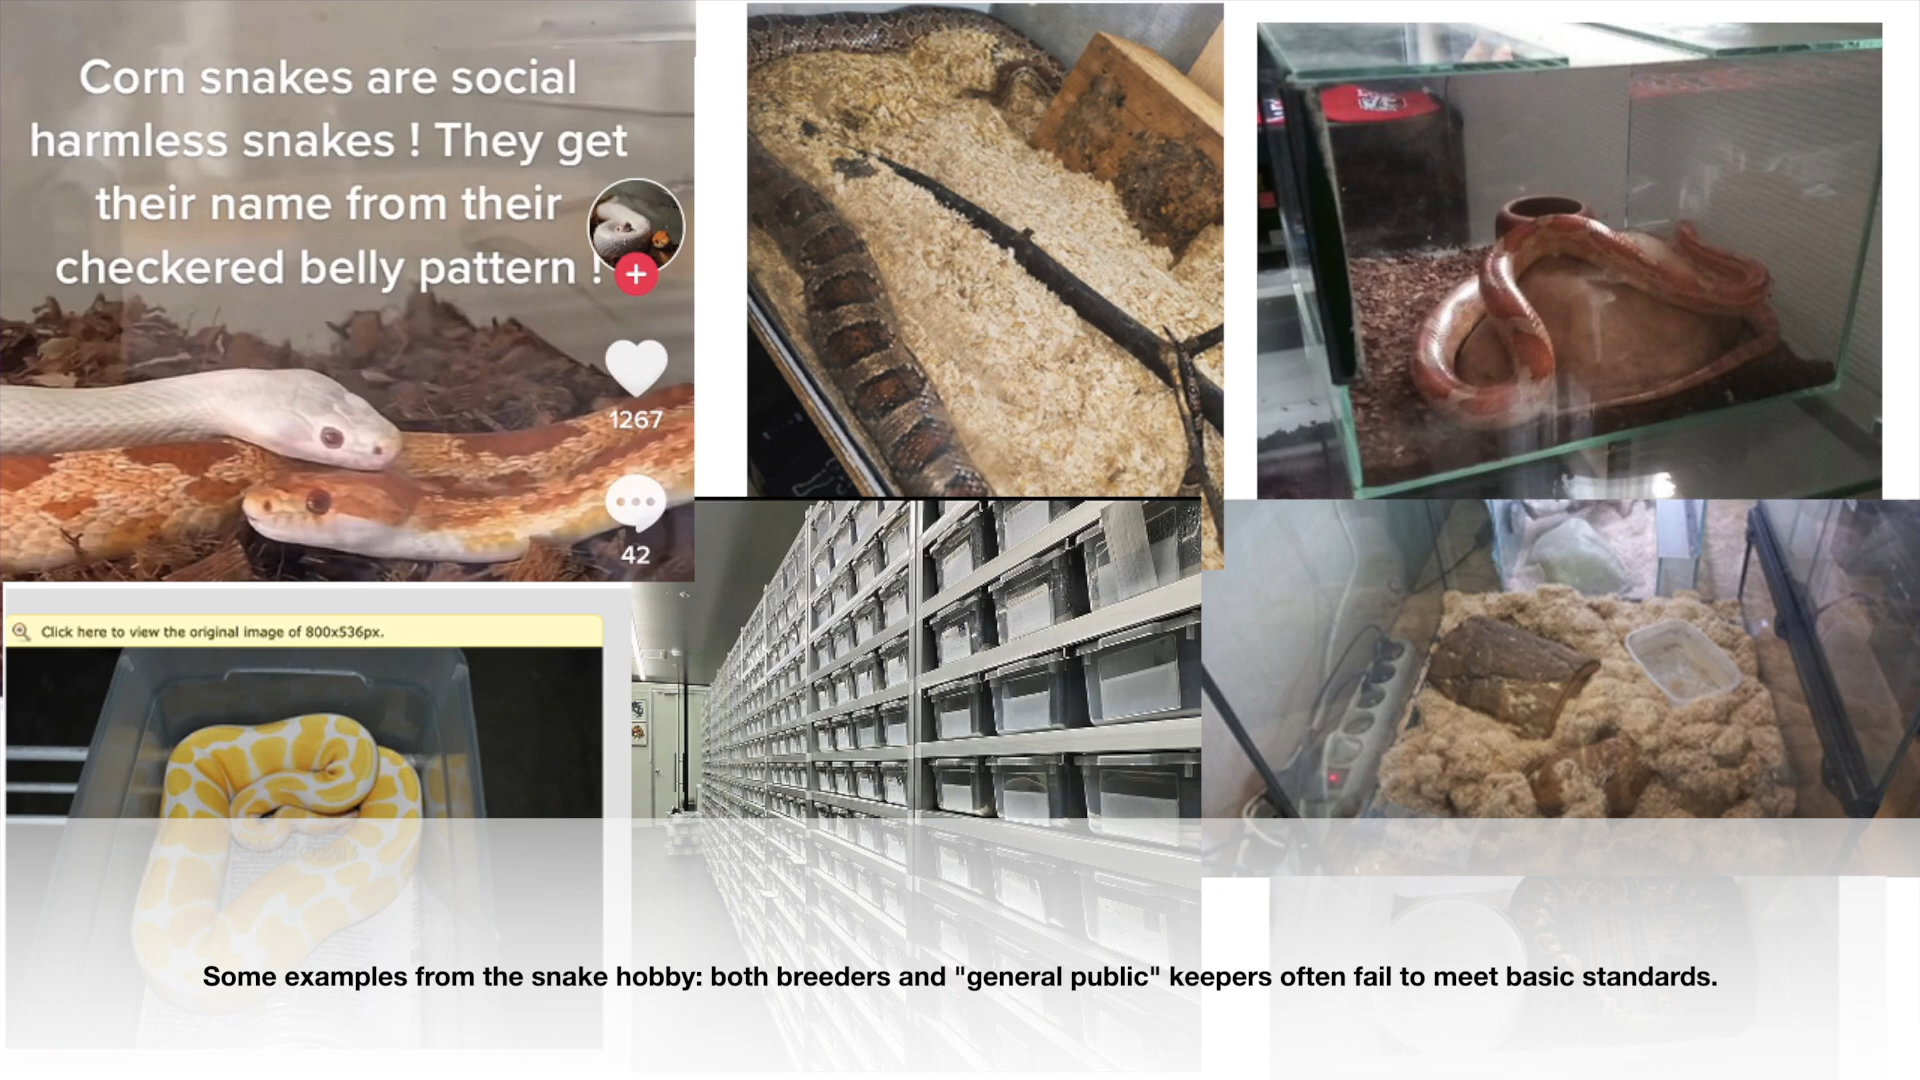 Corn snakes are social
harmless snakes ! They get
their name from their
checkered belly pattern !
1267
42
Click here to view the original image of 800x536px.
Some examples from the snake hobby: both breeders and "general public" keepers often fail to meet basic standards.